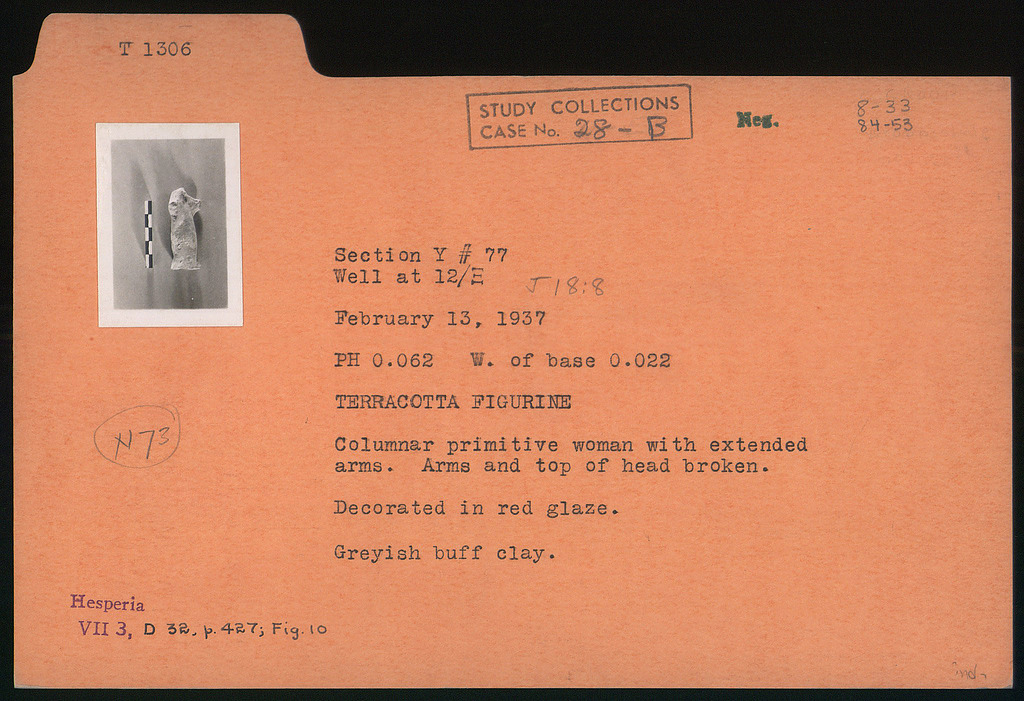 T 1306
STUDY COLLECTIONS
CASE No. 28-B
Neg.
8-33
84-53
Section Y # 77
Well at 12/Ξ J 18:8
February 13, 1937
PH 0.062 W. of base 0.022
TERRACOTTA FIGURINE
Columnar primitive woman with extended
arms. Arms and top of head broken.
Decorated in red glaze.
Greyish buff clay.
N73
Hesperia
VII 3, D 32, p. 427; Fig. 10
ind.